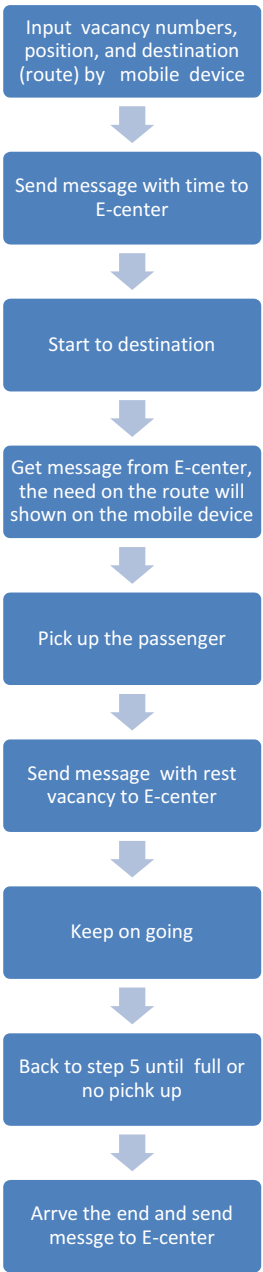 Input vacancy numbers,
position, and destination
(route) by mobile device
Send message with time to
E-center
Start to destination
Get message from E-center,
the need on the route will
shown on the mobile device
Pick up the passenger
Send message with rest
vacancy to E-center
Keep on going
Back to step 5 until full or
no pichk up
Arrve the end and send
messge to E-center